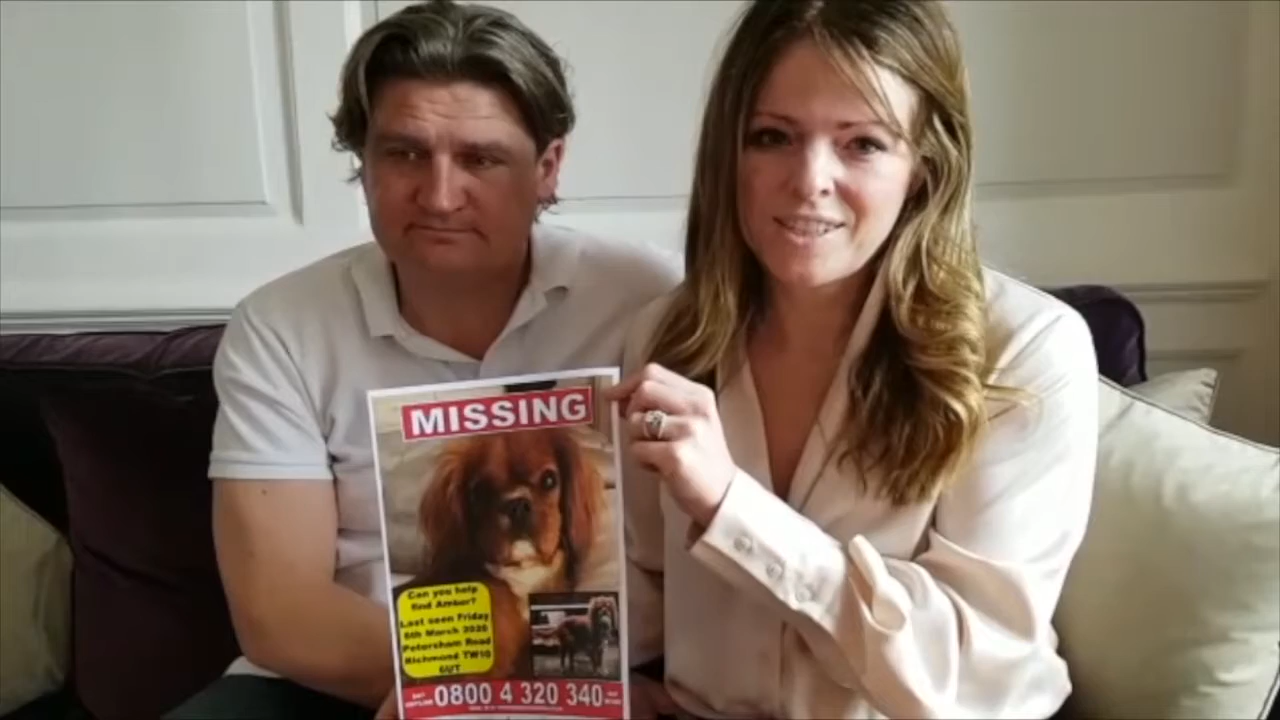 MISSING
Can you help
find Amber?
Last seen Friday
6th March 2020
Petersham Road
Richmond TW10
6UT
0800 4 320 340